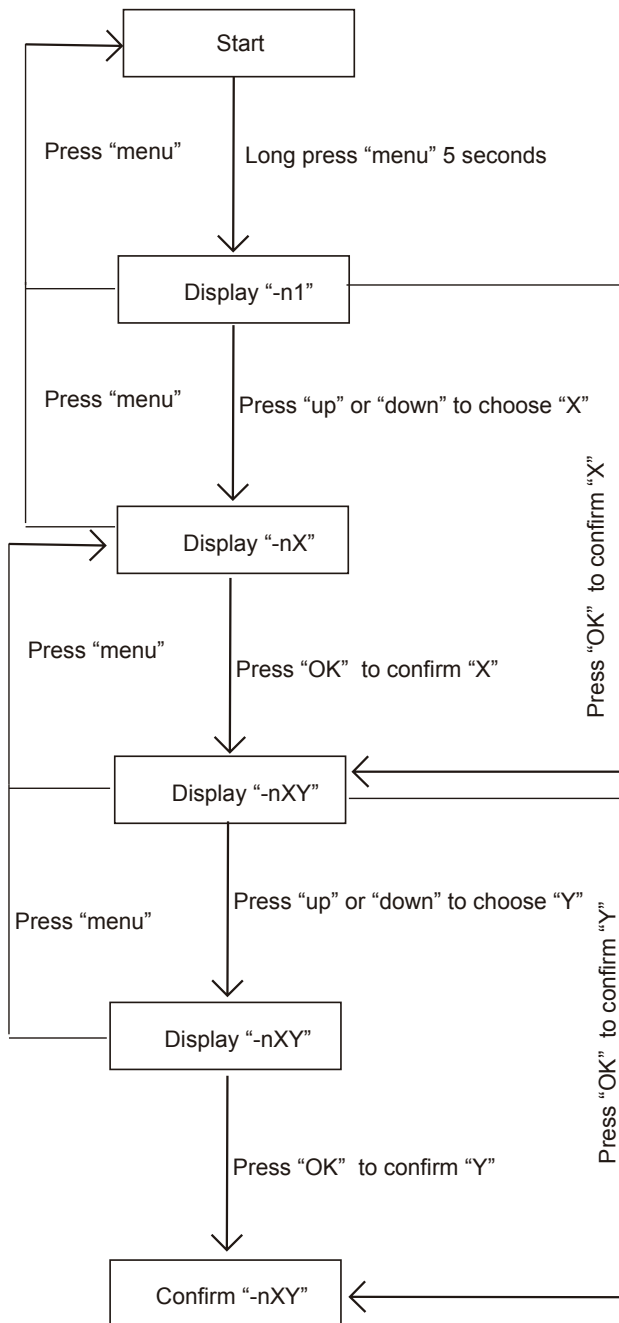 Start
Press “menu”
Long press “menu” 5 seconds
Display “-n1”
Press “menu”
Press “up” or “down” to choose “X”
Press “OK”  to confirm “X”
Display “-nX”
Press “menu”
Press “OK”  to confirm “X”
Display “-nXY”
Press “up” or “down” to choose “Y”
Press “menu”
Press “OK”  to confirm “Y”
Display “-nXY”
Press “OK”  to confirm “Y”
Confirm “-nXY”